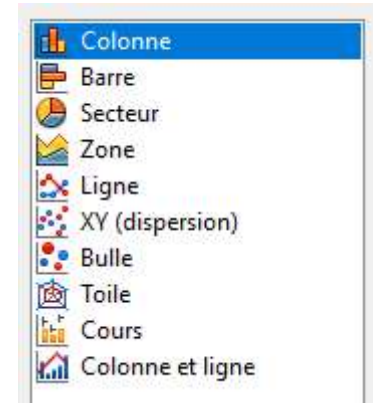 Colonne
Barre
Secteur
Zone
Ligne
XY (dispersion)
Bulle
Toile
Cours
Colonne et ligne